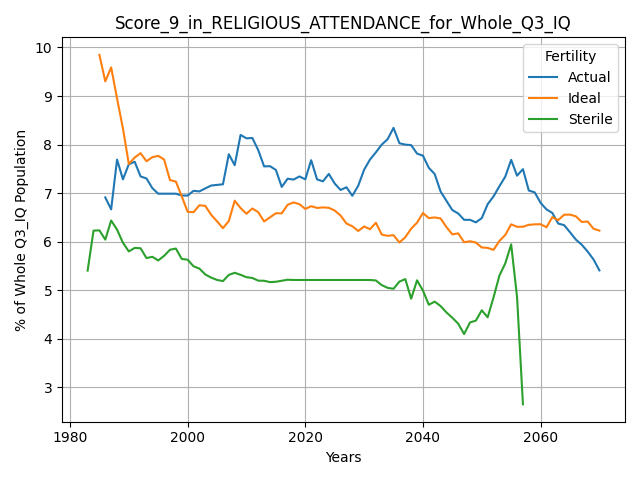 Score_9_in_RELIGIOUS_ATTENDANCE_for_Whole_Q3_IQ
Fertility
Actual
Ideal
Sterile
% of Whole Q3_IQ Population
10
9
8
7
6
5
4
3
1980
2000
2020
2040
2060
Years